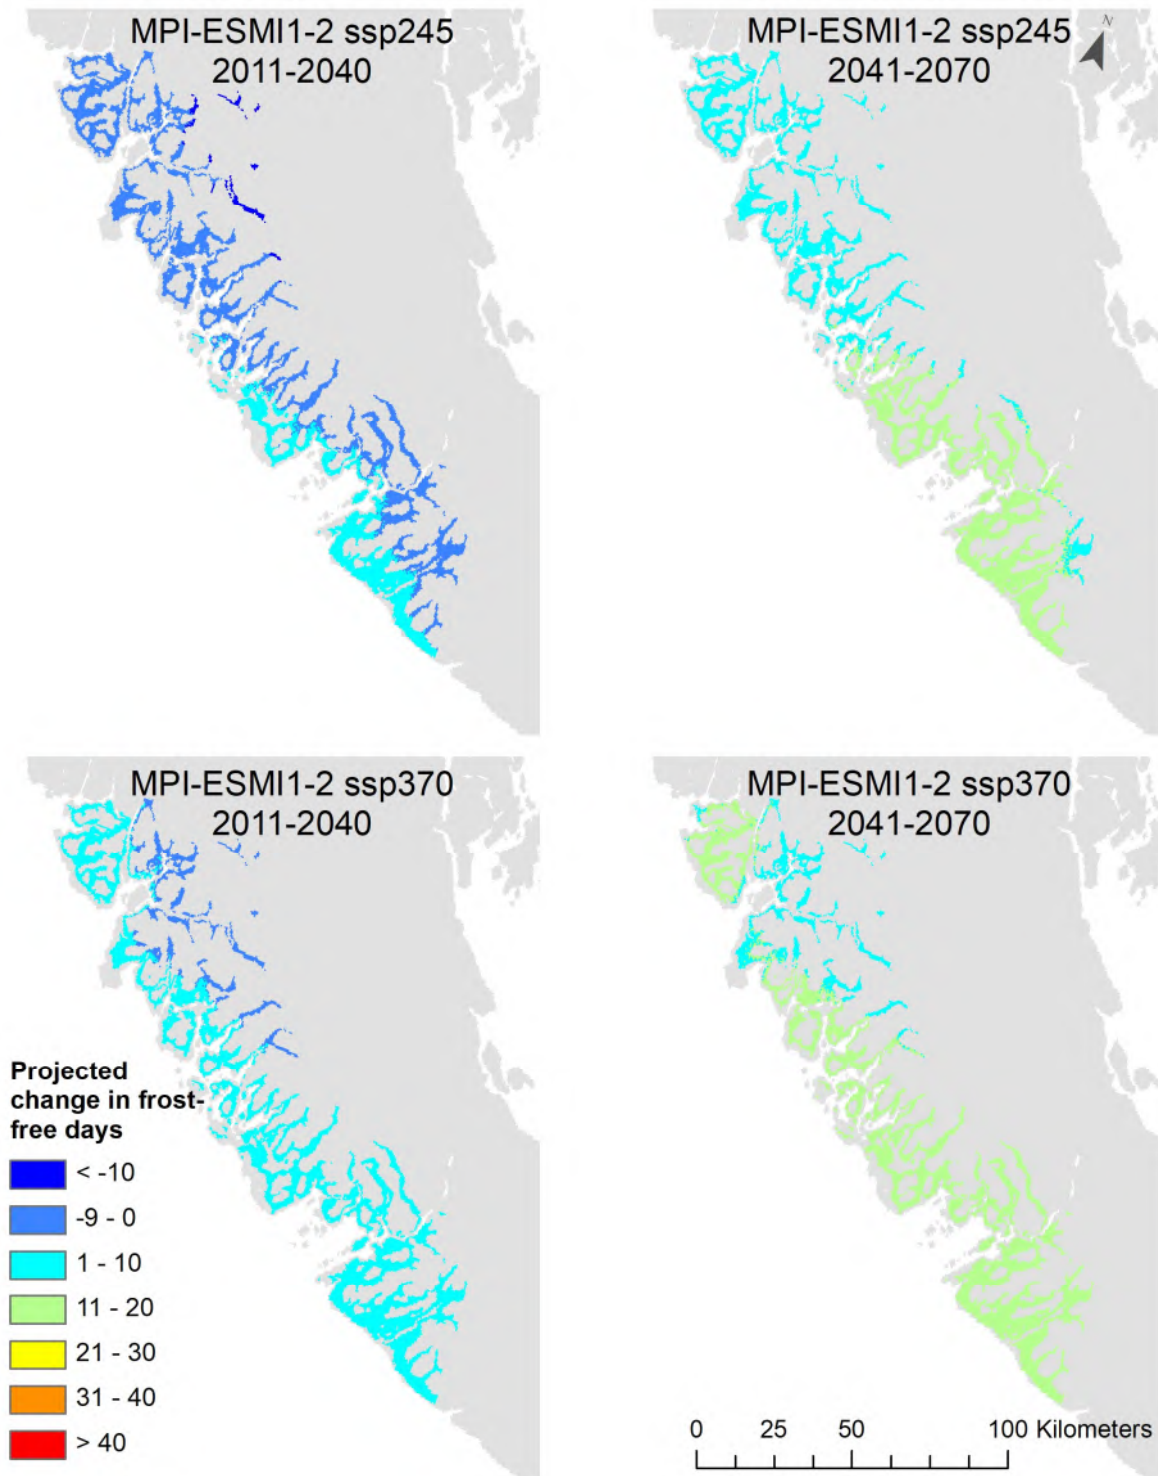 MPI-ESMI1-2 ssp245
2011-2040
MPI-ESMI1-2 ssp245
2041-2070
N
MPI-ESMI1-2 ssp370
2011-2040
MPI-ESMI1-2 ssp370
2041-2070
Projected
change in frost-
free days
< -10
-9 - 0
1 - 10
11 - 20
21 - 30
31 - 40
> 40
0 25 50 100 Kilometers